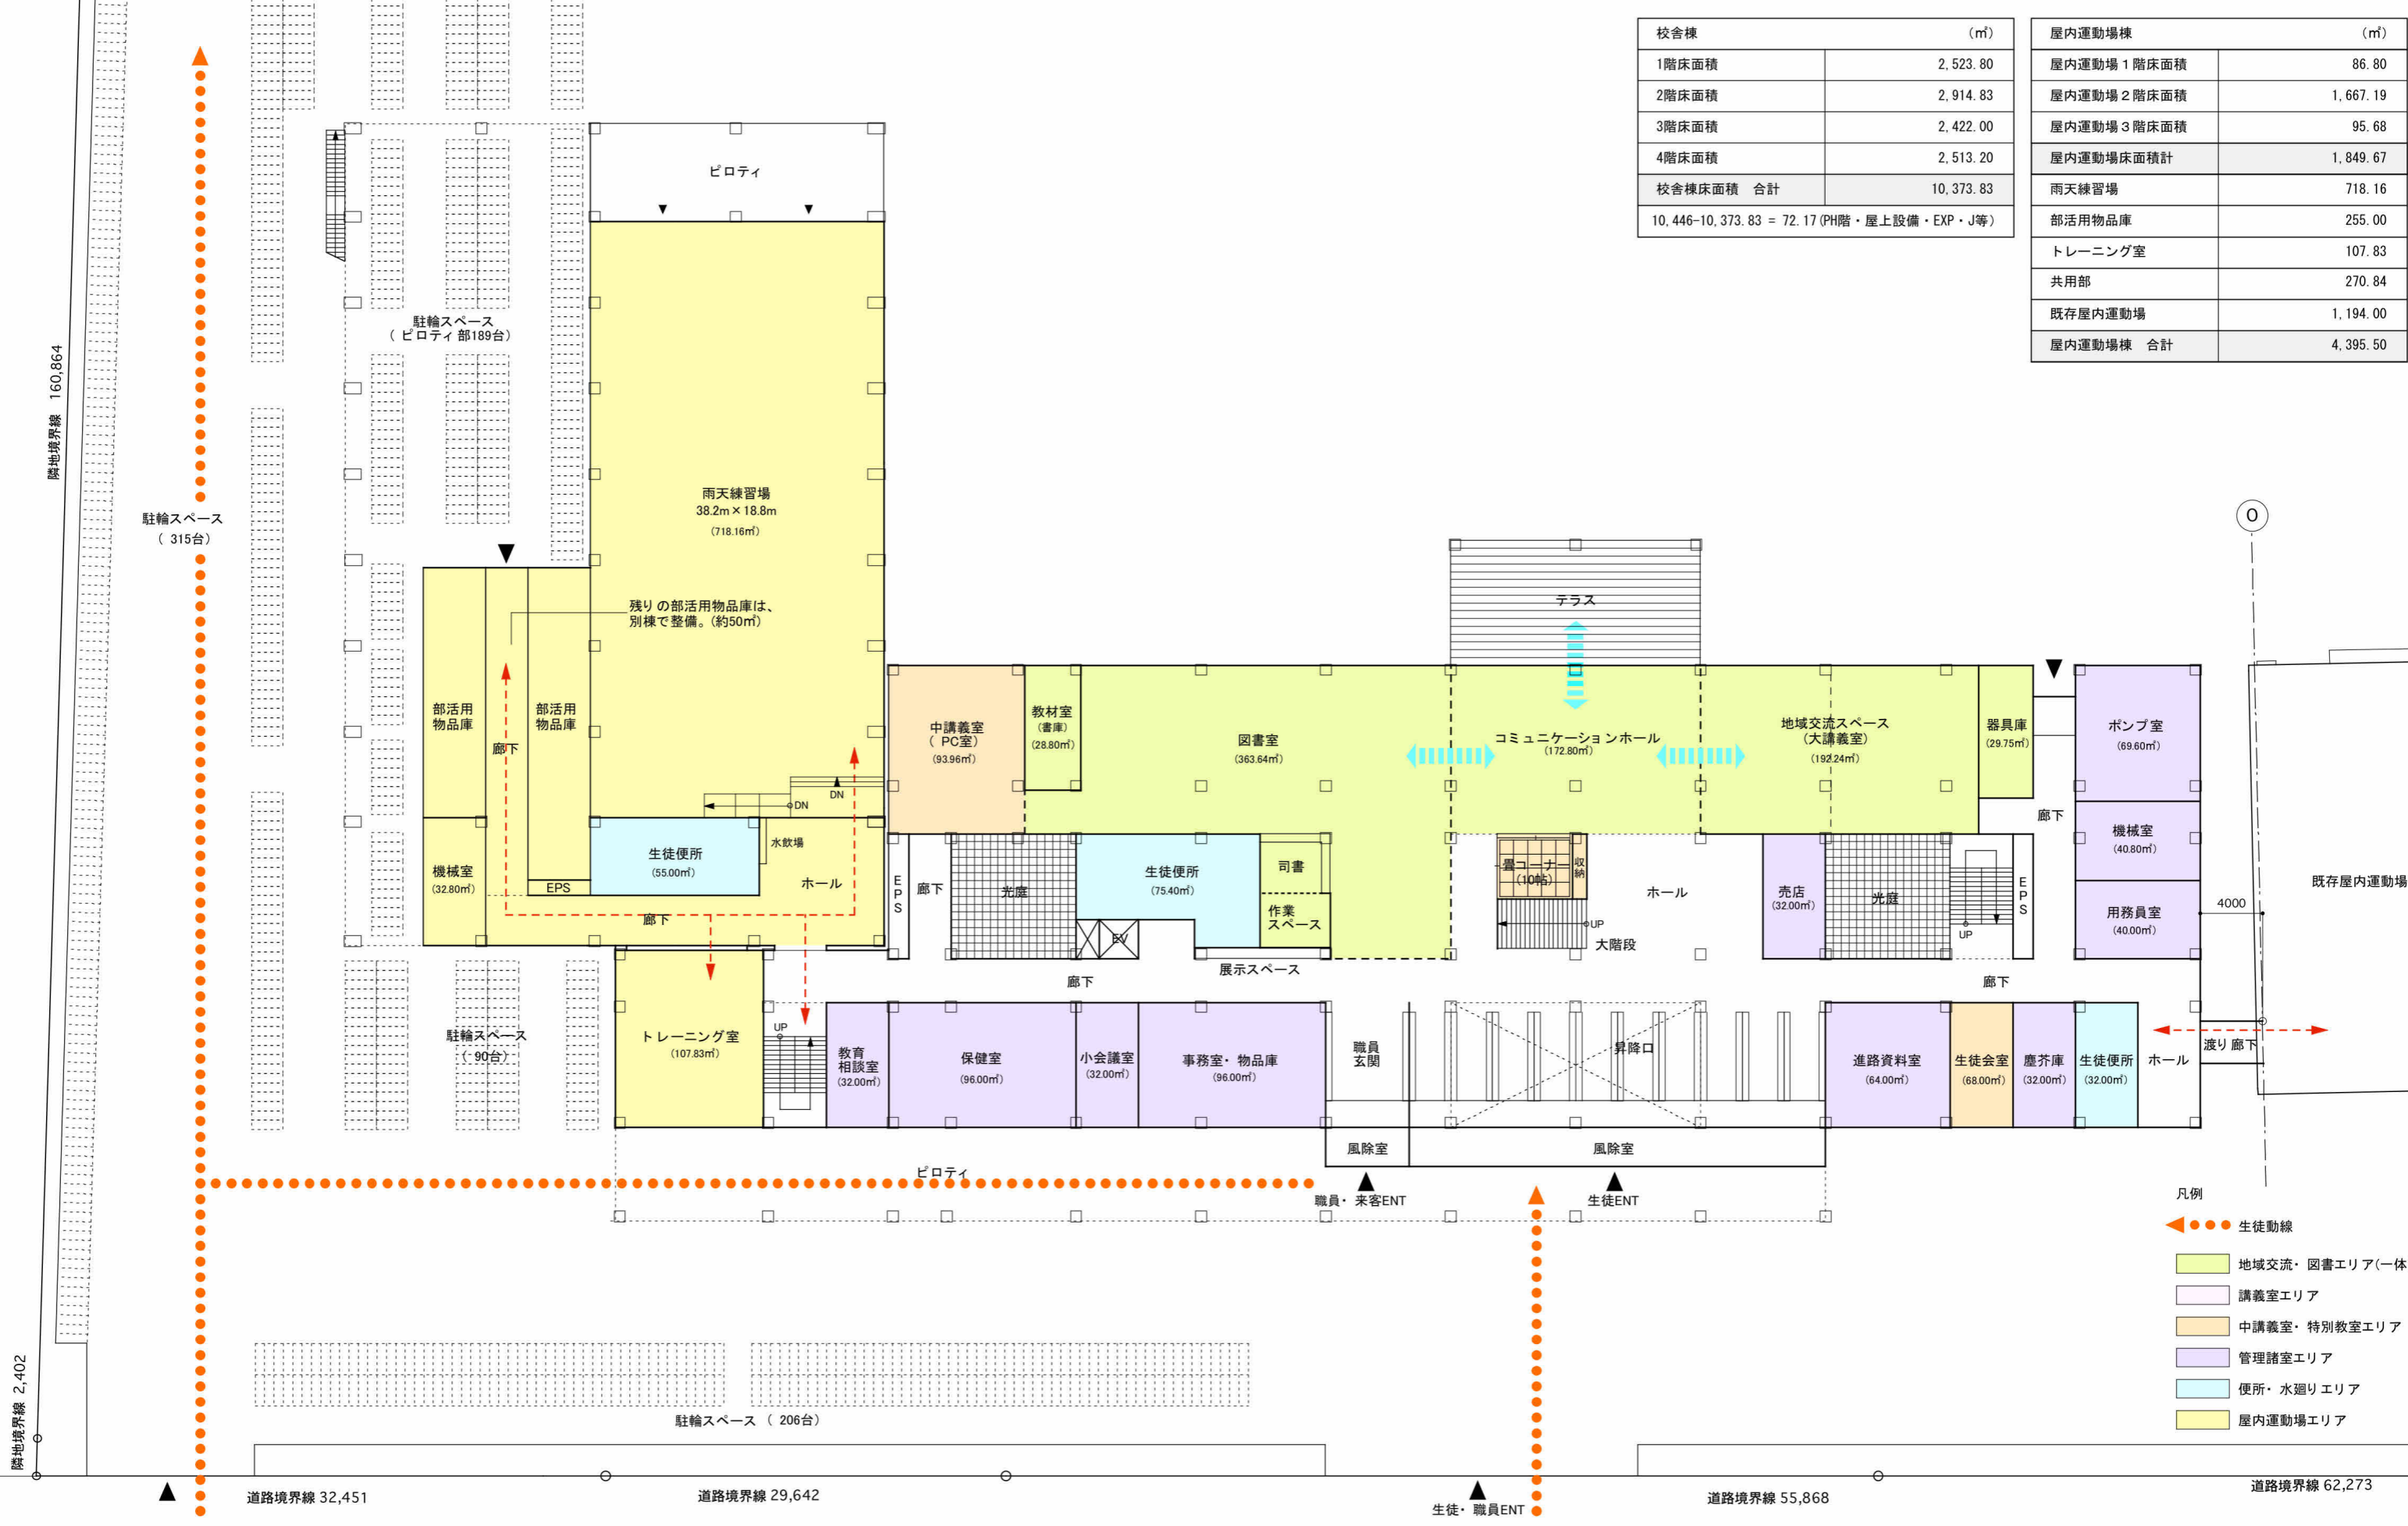 校舎棟 (㎡)
1階床面積 2,523.80
2階床面積 2,914.83
3階床面積 2,422.00
4階床面積 2,513.20
校舎棟床面積 合計 10,373.83
10,446-10,373.83 = 72.17(PH階・屋上設備・EXP・J等)
屋内運動場棟 (㎡)
屋内運動場１階床面積 86.80
屋内運動場２階床面積 1,667.19
屋内運動場３階床面積 95.68
屋内運動場床面積計 1,849.67
雨天練習場 718.16
部活用物品庫 255.00
トレーニング室 107.83
共用部 270.84
既存屋内運動場 1,194.00
屋内運動場棟 合計 4,395.50
ピロティ
駐輪スペース
( ピロティ部189台)
隣地境界線 160,864
駐輪スペース
( 315台)
雨天練習場
38.2m×18.8m
(718.16㎡)
残りの部活用物品庫は、
別棟で整備。(約50㎡)
部活用
物品庫
廊下
部活用
物品庫
DN
DN
機械室
(32.80㎡)
EPS
生徒便所
(55.00㎡)
水飲場
ホール
廊下
テラス
中講義室
( PC室)
(93.96㎡)
教材室
(書庫)
(28.80㎡)
図書室
(363.64㎡)
コミュニケーションホール
(172.80㎡)
地域交流スペース
(大講義室)
(192.24㎡)
器具庫
(29.75㎡)
ポンプ室
(69.60㎡)
廊下
機械室
(40.80㎡)
用務員室
(40.00㎡)
O
既存屋内運動場
4000
EPS
廊下
光庭
生徒便所
(75.40㎡)
EV
司書
作業
スペース
展示スペース
畳コーナー
(10帖)
収納
UP
大階段
ホール
売店
(32.00㎡)
光庭
UP
EPS
廊下
廊下
駐輪スペース
( 90台)
トレーニング室
(107.83㎡)
UP
教育
相談室
(32.00㎡)
保健室
(96.00㎡)
小会議室
(32.00㎡)
事務室・物品庫
(96.00㎡)
職員
玄関
昇降口
進路資料室
(64.00㎡)
生徒会室
(68.00㎡)
塵芥庫
(32.00㎡)
生徒便所
(32.00㎡)
ホール
渡り廊下
風除室
風除室
ピロティ
職員・来客ENT
生徒ENT
凡例
生徒動線
地域交流・図書エリア(一体
講義室エリア
中講義室・特別教室エリア
管理諸室エリア
便所・水廻りエリア
屋内運動場エリア
駐輪スペース ( 206台)
隣地境界線 2,402
道路境界線 32,451
道路境界線 29,642
生徒・職員ENT
道路境界線 55,868
道路境界線 62,273